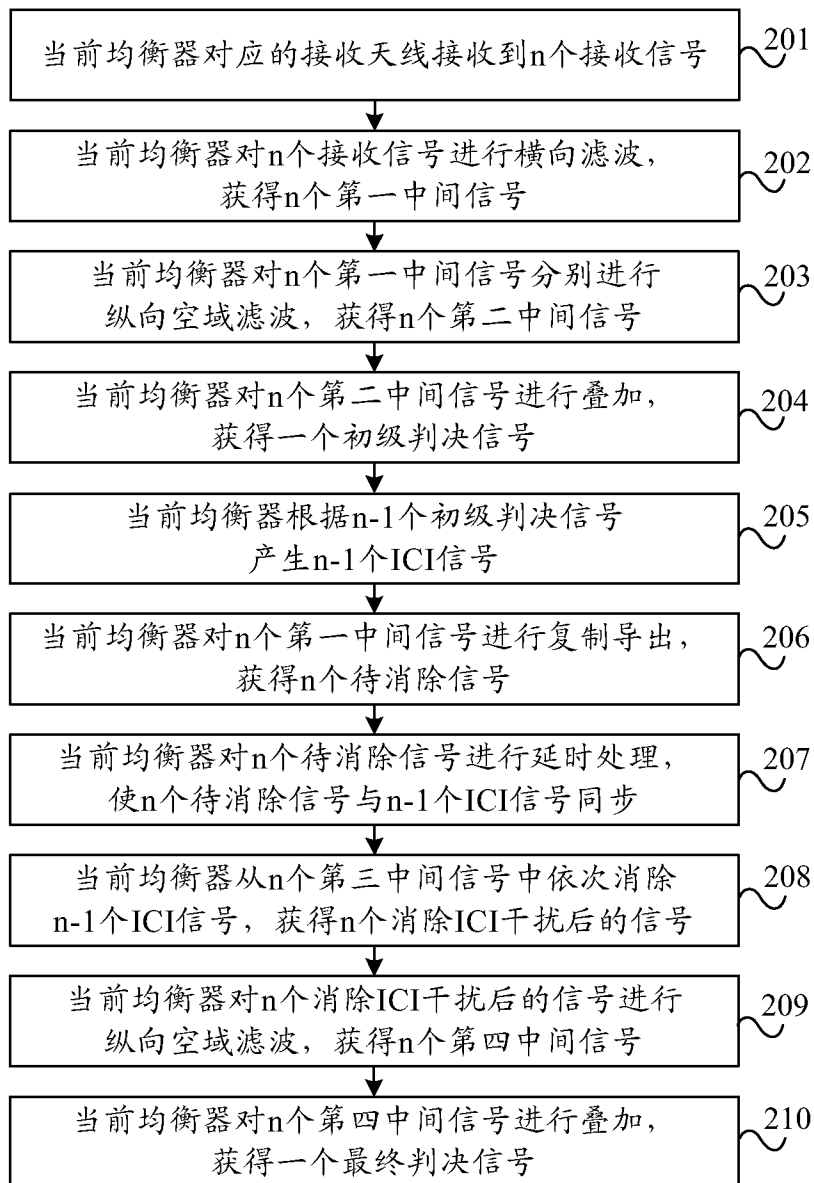 当前均衡器对应的接收天线接收到n个接收信号
201
当前均衡器对n个接收信号进行横向滤波，
获得n个第一中间信号
202
当前均衡器对n个第一中间信号分别进行
纵向空域滤波，获得n个第二中间信号
203
当前均衡器对n个第二中间信号进行叠加，
获得一个初级判决信号
204
当前均衡器根据n-1个初级判决信号
产生n-1个ICI信号
205
当前均衡器对n个第一中间信号进行复制导出，
获得n个待消除信号
206
当前均衡器对n个待消除信号进行延时处理，
使n个待消除信号与n-1个ICI信号同步
207
当前均衡器从n个第三中间信号中依次消除
n-1个ICI信号，获得n个消除ICI干扰后的信号
208
当前均衡器对n个消除ICI干扰后的信号进行
纵向空域滤波，获得n个第四中间信号
209
当前均衡器对n个第四中间信号进行叠加，
获得一个最终判决信号
210